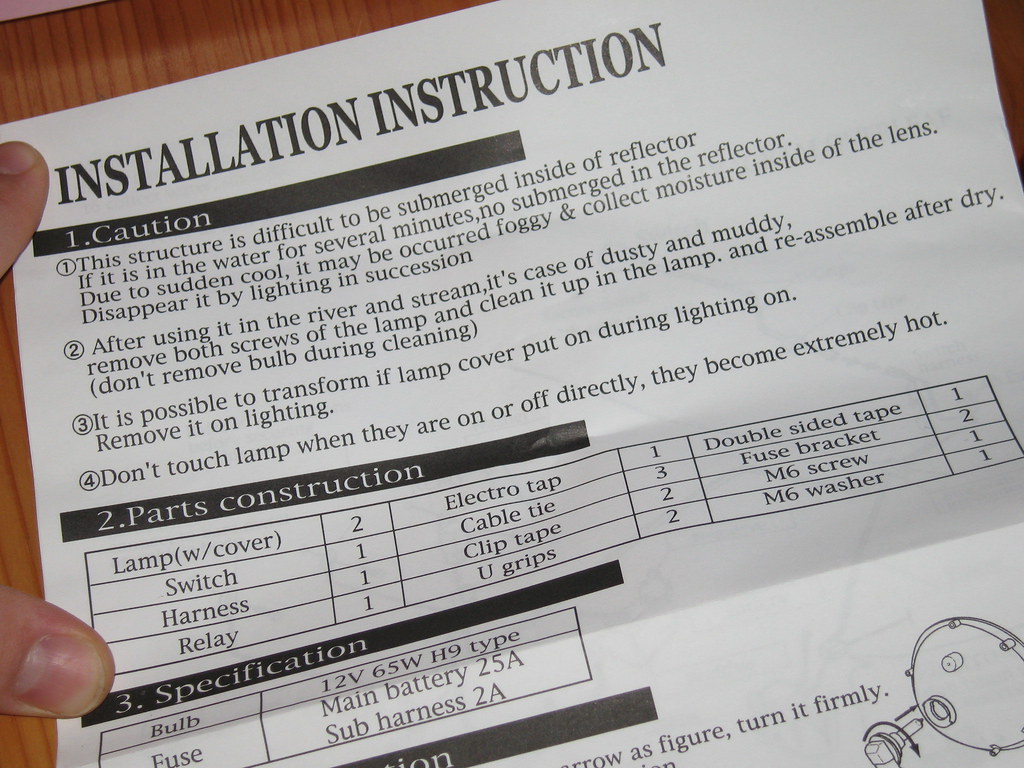 INSTALLATION INSTRUCTION
1.Caution
①This structure is difficult to be submerged inside of reflector
If it is in the water for several minutes,no submerged in the reflector.
Due to sudden cool, it may be occurred foggy & collect moisture inside of the lens.
Disappear it by lighting in succession
② After using it in the river and stream,it's case of dusty and muddy,
remove both screws of the lamp and clean it up in the lamp. and re-assemble after dry.
(don't remove bulb during cleaning)
③It is possible to transform if lamp cover put on during lighting on.
Remove it on lighting.
④Don't touch lamp when they are on or off directly, they become extremely hot.
2.Parts construction
Lamp(w/cover) 2 Electro tap 1 Double sided tape 1
Switch 1 Cable tie 3 Fuse bracket 2
Harness 1 Clip tape 2 M6 screw 1
Relay 1 U grips 2 M6 washer 1
3. Specification
Bulb 12V 65W H9 type
Fuse Main battery 25A
Sub harness 2A
arrow as figure, turn it firmly.